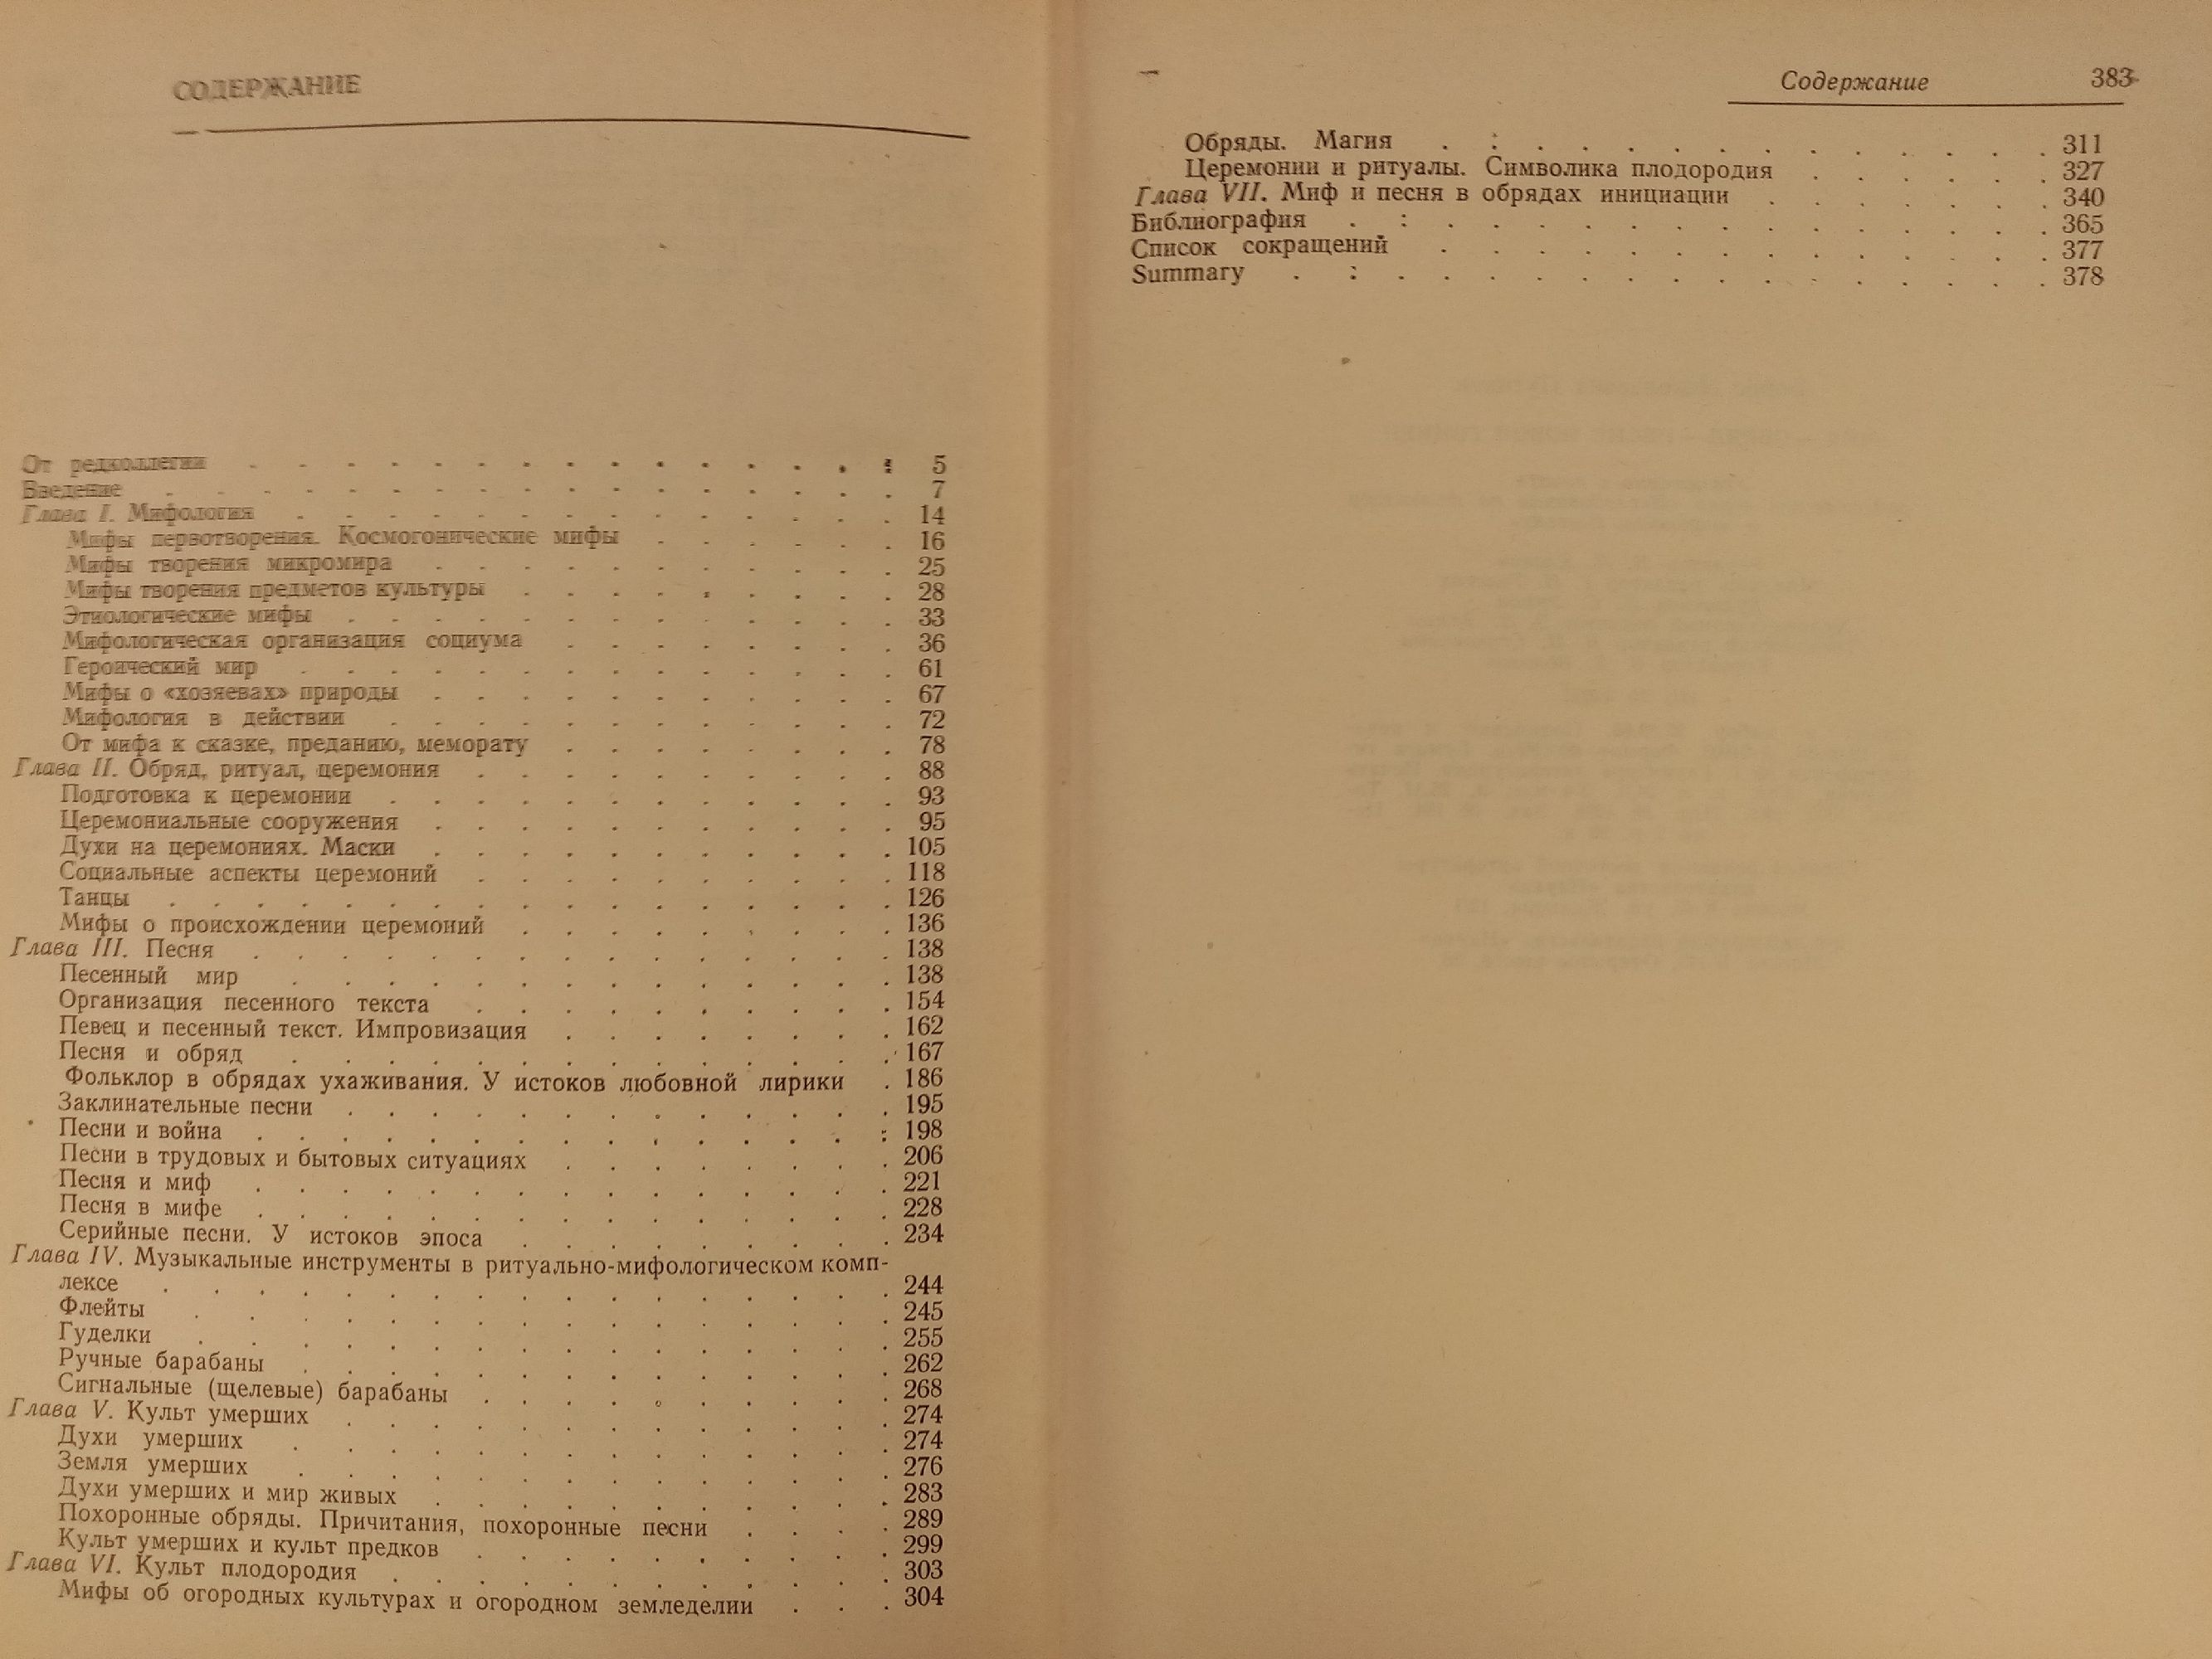 СОДЕРЖАНИЕ
От редколлегии . . . . . . . . . . . . . . . 5
Введение . . . . . . . . . . . . . . . . . 7
Глава I. Мифология . . . . . . . . . . . . . . 14
Мифы первотворения. Космогонические мифы . . . . . . 16
Мифы творения микромира . . . . . . . . . . . 25
Мифы творения предметов культуры . . . . . . . . . 28
Этиологические мифы . . . . . . . . . . . . . 33
Мифологическая организация социума . . . . . . . . 36
Героический мир . . . . . . . . . . . . . . 61
Мифы о «хозяевах» природы . . . . . . . . . . . 67
Мифология в действии . . . . . . . . . . . . 72
От мифа к сказке, преданию, меморату . . . . . . . . 78
Глава II. Обряд, ритуал, церемония . . . . . . . . . . 88
Подготовка к церемонии . . . . . . . . . . . . 93
Церемониальные сооружения . . . . . . . . . . . 95
Духи на церемониях. Маски . . . . . . . . . . . 105
Социальные аспекты церемоний . . . . . . . . . . 118
Танцы . . . . . . . . . . . . . . . . . 126
Мифы о происхождении церемоний . . . . . . . . . 136
Глава III. Песня . . . . . . . . . . . . . . . 138
Песенный мир . . . . . . . . . . . . . . 138
Организация песенного текста . . . . . . . . . . 154
Певец и песенный текст. Импровизация . . . . . . . . 162
Песня и обряд . . . . . . . . . . . . . . 167
Фольклор в обрядах ухаживания. У истоков любовной лирики . 186
Заклинательные песни . . . . . . . . . . . . . 195
Песни и война . . . . . . . . . . . . . . . 198
Песни в трудовых и бытовых ситуациях . . . . . . . . 206
Песня и миф . . . . . . . . . . . . . . . 221
Песня в мифе . . . . . . . . . . . . . . . 228
Серийные песни. У истоков эпоса . . . . . . . . . 234
Глава IV. Музыкальные инструменты в ритуально-мифологическом комп-
лексе . . . . . . . . . . . . . . . . . 244
Флейты . . . . . . . . . . . . . . . . 245
Гуделки . . . . . . . . . . . . . . . . 255
Ручные барабаны . . . . . . . . . . . . . . 262
Сигнальные (щелевые) барабаны . . . . . . . . . . 268
Глава V. Культ умерших . . . . . . . . . . . . . 274
Духи умерших . . . . . . . . . . . . . . 274
Земля умерших . . . . . . . . . . . . . . 276
Духи умерших и мир живых . . . . . . . . . . . 283
Похоронные обряды. Причитания, похоронные песни . . . . 289
Культ умерших и культ предков . . . . . . . . . . 299
Глава VI. Культ плодородия . . . . . . . . . . . . 303
Мифы об огородных культурах и огородном земледелии . . . 304
Содержание 383
Обряды. Магия . . . . . . . . . . . . . . 311
Церемонии и ритуалы. Символика плодородия . . . . . . 327
Глава VII. Миф и песня в обрядах инициации . . . . . . . 340
Библиография . . . . . . . . . . . . . . . . 365
Список сокращений . . . . . . . . . . . . . . 377
Summary . . . . . . . . . . . . . . . . . 378